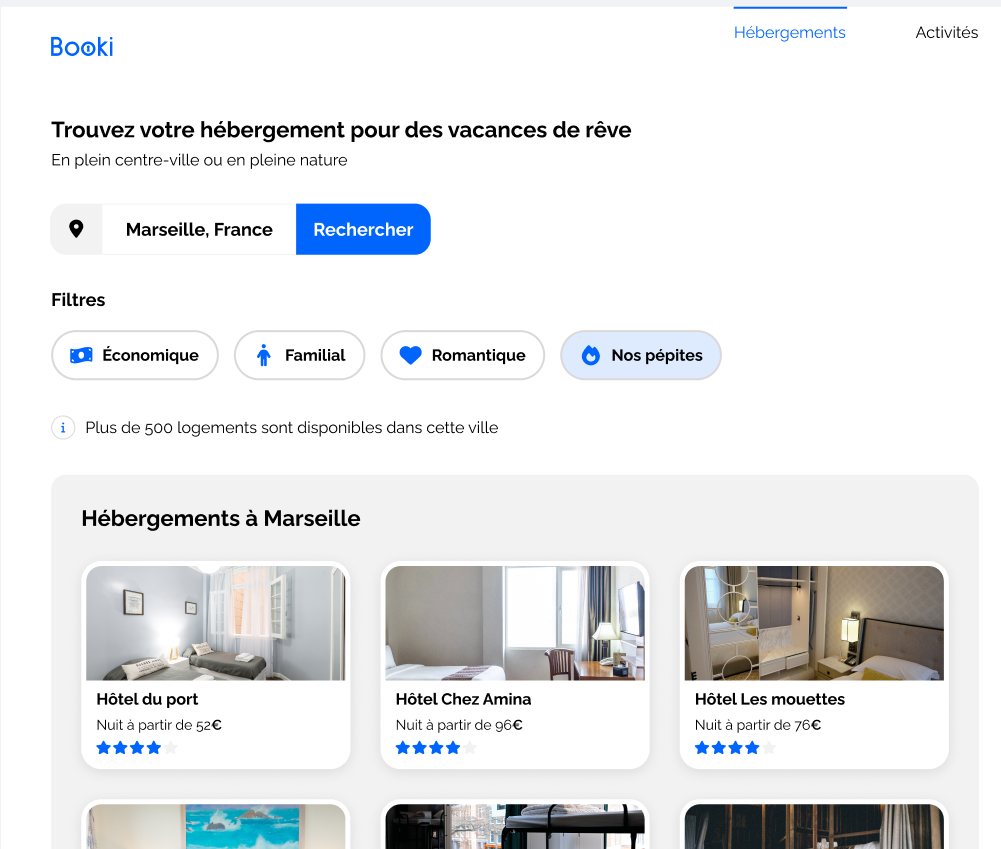 Booki
Hébergements
Activités
Trouvez votre hébergement pour des vacances de rêve
En plein centre-ville ou en pleine nature
Marseille, France
Rechercher
Filtres
Économique
Familial
Romantique
Nos pépites
i
Plus de 500 logements sont disponibles dans cette ville
Hébergements à Marseille
Hôtel du port
Nuit à partir de 52€
Hôtel Chez Amina
Nuit à partir de 96€
Hôtel Les mouettes
Nuit à partir de 76€